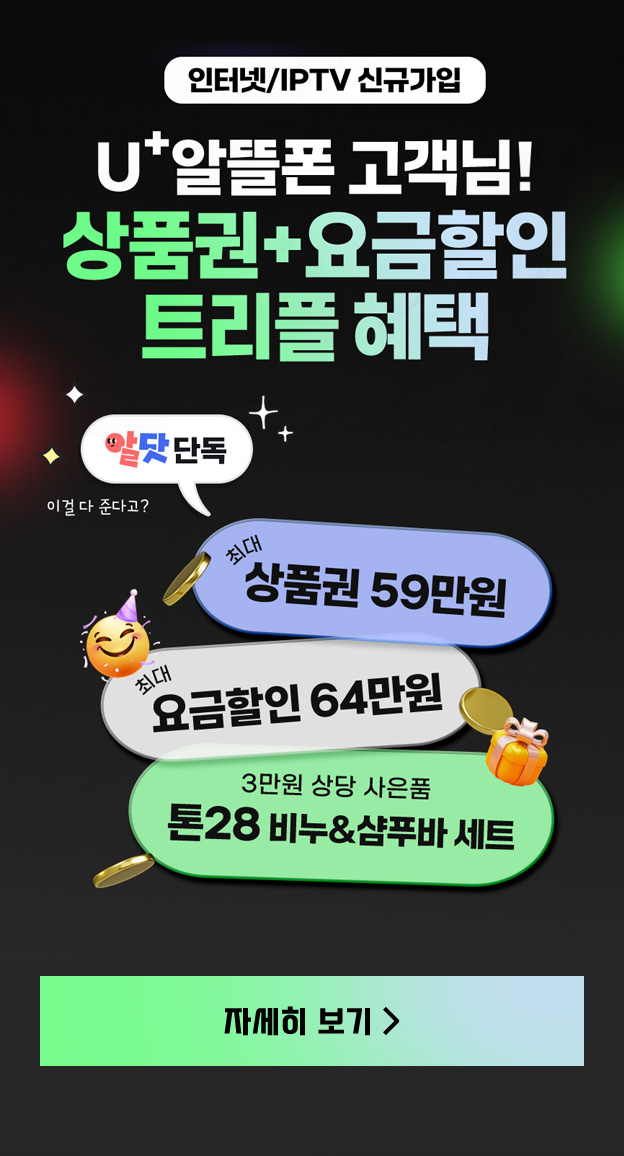 인터넷/IPTV 신규가입
U+알뜰폰 고객님!
상품권+요금할인
트리플 혜택
알닷 단독
이걸 다 준다고?
최대
상품권 59만원
최대
요금할인 64만원
3만원 상당 사은품
톤28 비누&샴푸바 세트
자세히 보기 >